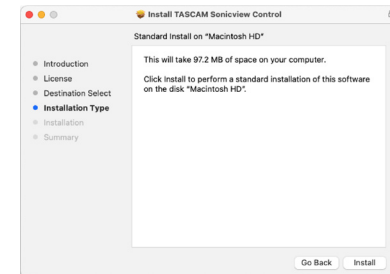 Install TASCAM Sonicview Control
Standard Install on “Macintosh HD”
Introduction
License
Destination Select
Installation Type
Installation
Summary
This will take 97.2 MB of space on your computer.
Click Install to perform a standard installation of this software
on the disk “Macintosh HD”.
Go Back
Install